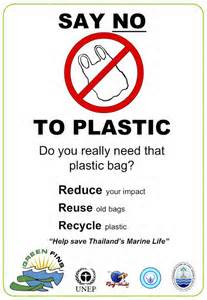 SAY NO
TO PLASTIC
Do you really need that
plastic bag?
Reduce your impact
Reuse old bags
Recycle plastic
"Help save Thailand's Marine Life"
GREEN FINS
UNEP